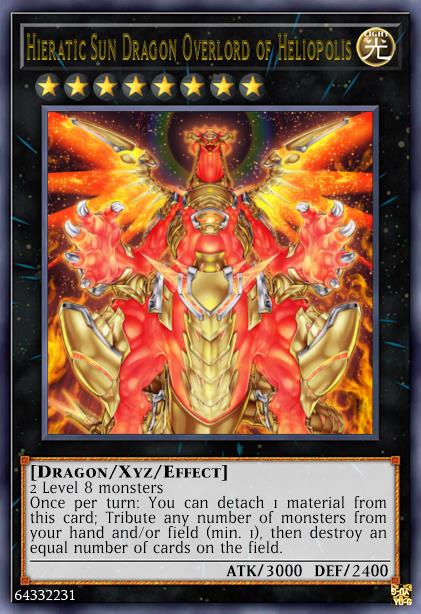 Hieratic Sun Dragon Overlord of Heliopolis
LIGHT
光
[Dragon/Xyz/Effect]
2 Level 8 monsters
Once per turn: You can detach 1 material from
this card; Tribute any number of monsters from
your hand and/or field (min. 1), then destroy an
equal number of cards on the field.
ATK/3000 DEF/2400
64332231